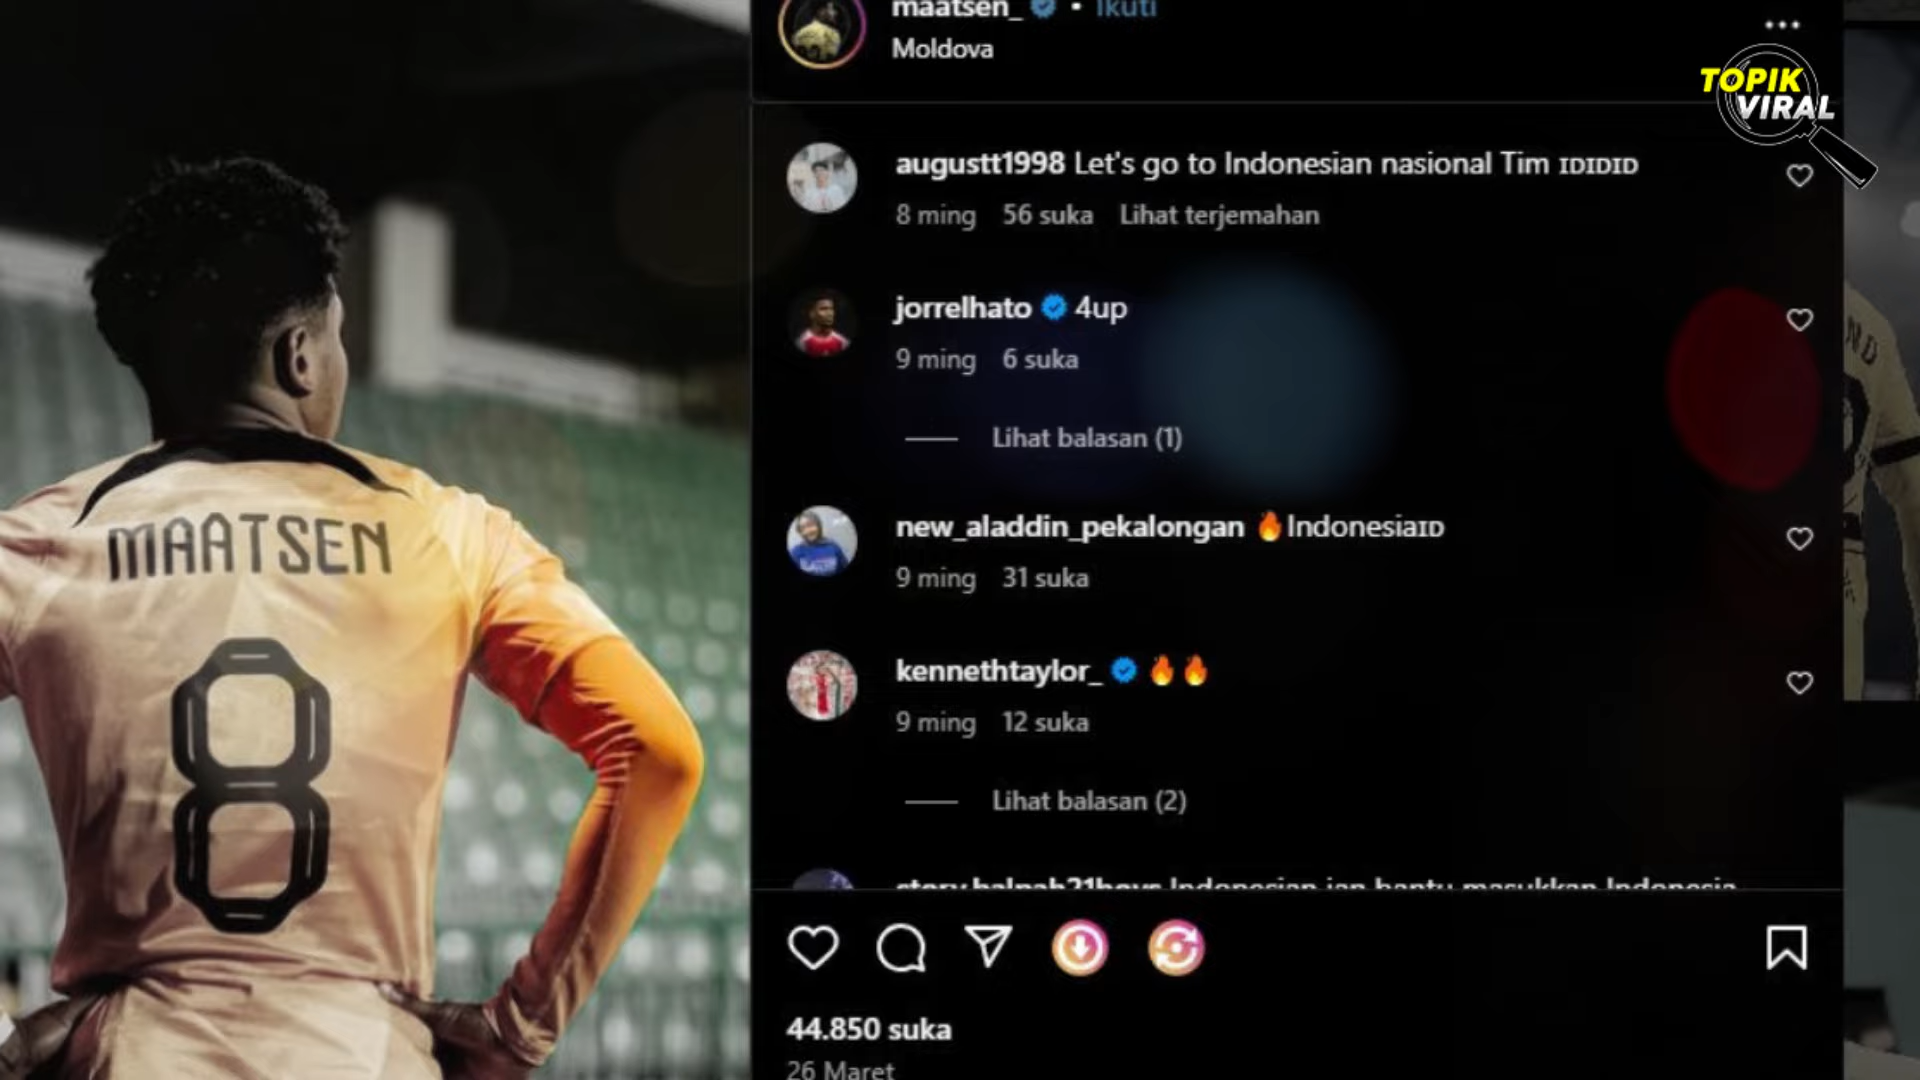 maatsen_ • Ikuti
Moldova
TOPIK
VIRAL
augustt1998 Let's go to Indonesian nasional Tim IDIDID
8 ming 56 suka Lihat terjemahan
jorrelhato 4up
9 ming 6 suka
Lihat balasan (1)
new_aladdin_pekalongan 🔥IndonesiaID
9 ming 31 suka
kennethtaylor_ 🔥🔥
9 ming 12 suka
Lihat balasan (2)
44.850 suka
26 Maret
MAATSEN
8